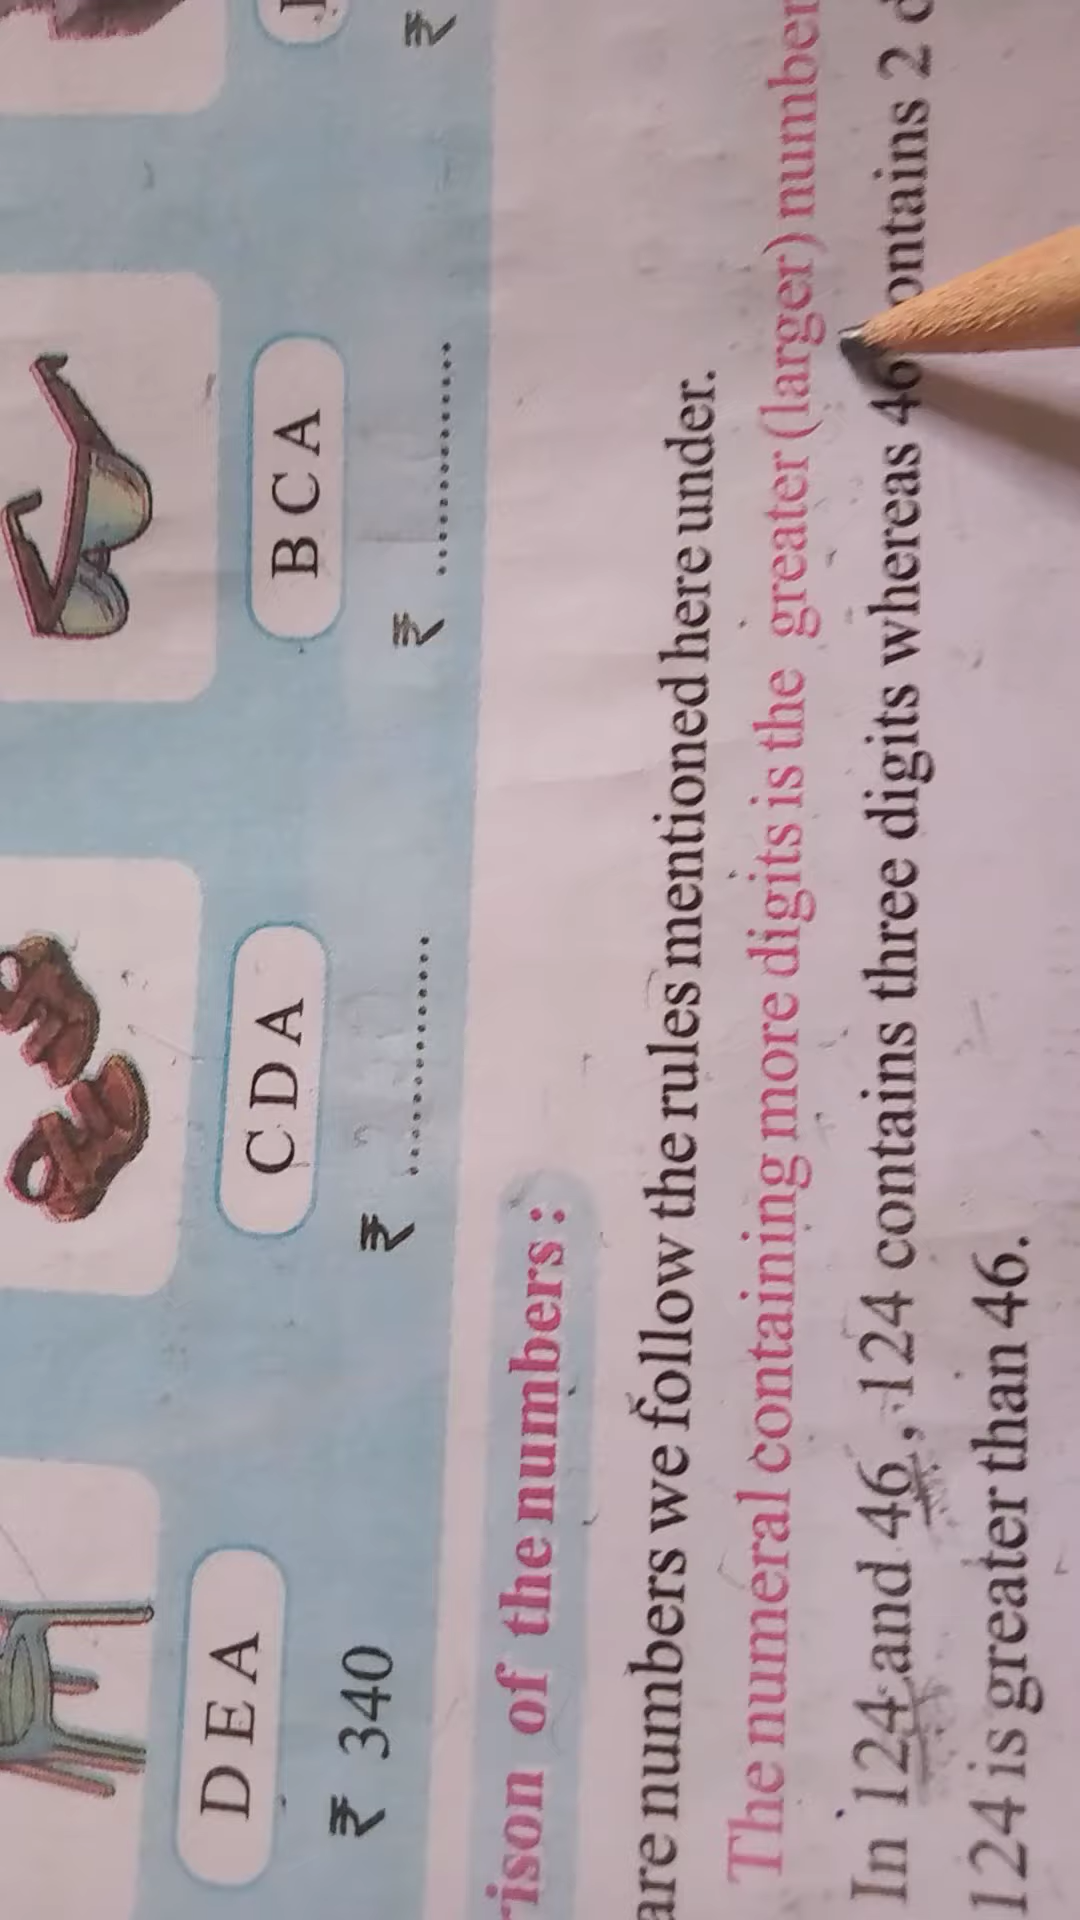 D E A
C D A
B C A
₹ 340
₹ ............
₹ ............
₹
rison of the numbers :
are numbers we follow the rules mentioned here under.
The numeral containing more digits is the greater (larger) number
In 124 and 46, 124 contains three digits whereas 46 contains 2 d
124 is greater than 46.